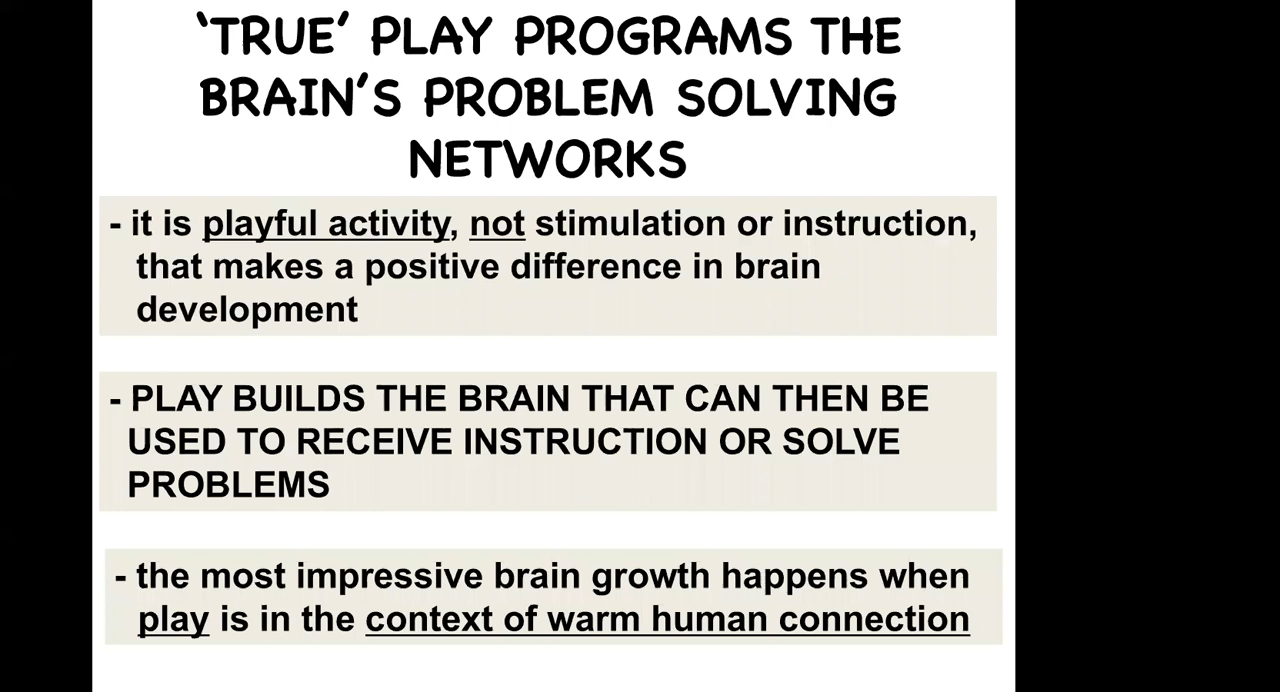 ‘TRUE’ PLAY PROGRAMS THE
BRAIN’S PROBLEM SOLVING
NETWORKS
- it is playful activity, not stimulation or instruction,
that makes a positive difference in brain
development
- PLAY BUILDS THE BRAIN THAT CAN THEN BE
USED TO RECEIVE INSTRUCTION OR SOLVE
PROBLEMS
- the most impressive brain growth happens when
play is in the context of warm human connection